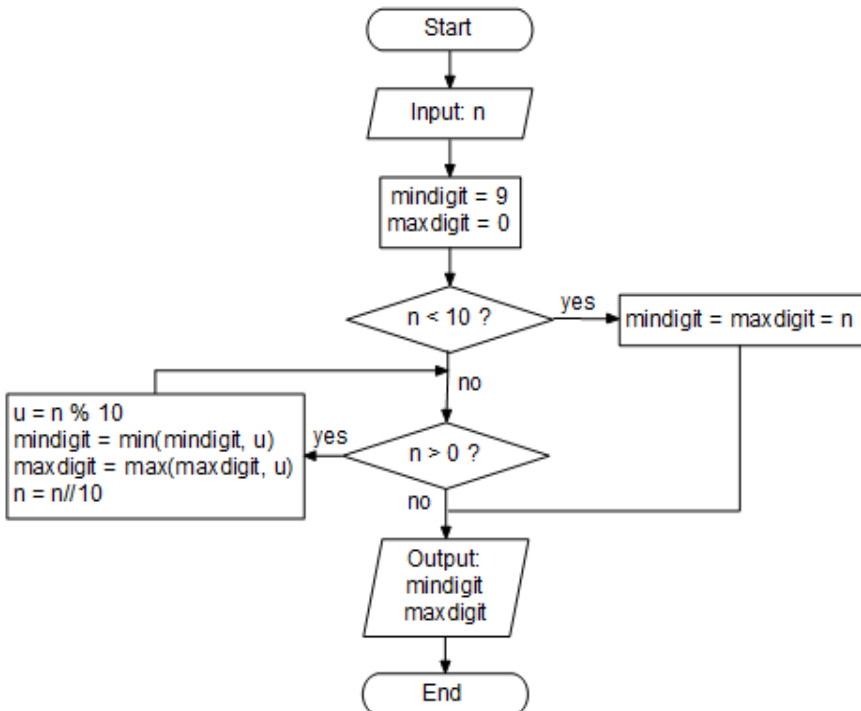 Start
Input: n
mindigit = 9
maxdigit = 0
n < 10 ?
yes
mindigit = maxdigit = n
no
u = n % 10
mindigit = min(mindigit, u)
maxdigit = max(maxdigit, u)
n = n//10
yes
n > 0 ?
no
Output:
mindigit
maxdigit
End